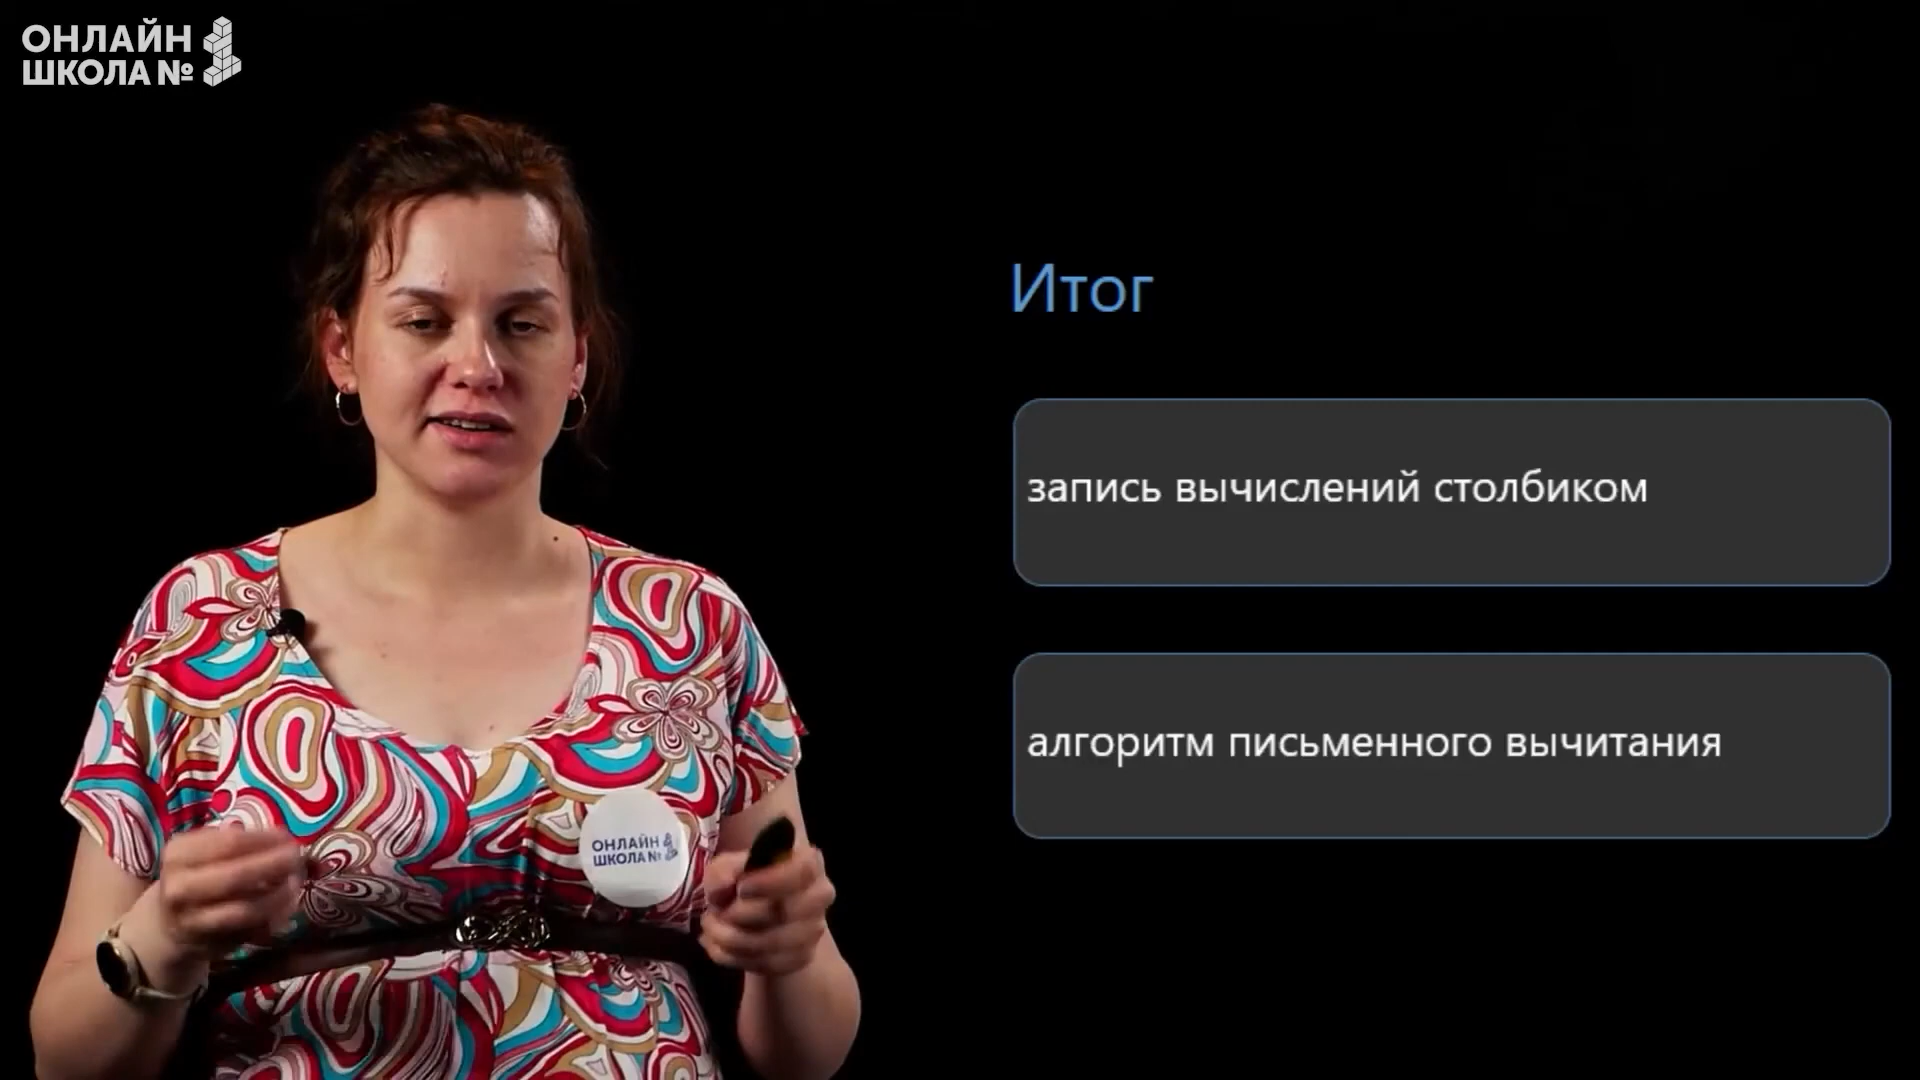 ОНЛАЙН
ШКОЛА №
Итог
запись вычислений столбиком
алгоритм письменного вычитания
ОНЛАЙН
ШКОЛА №